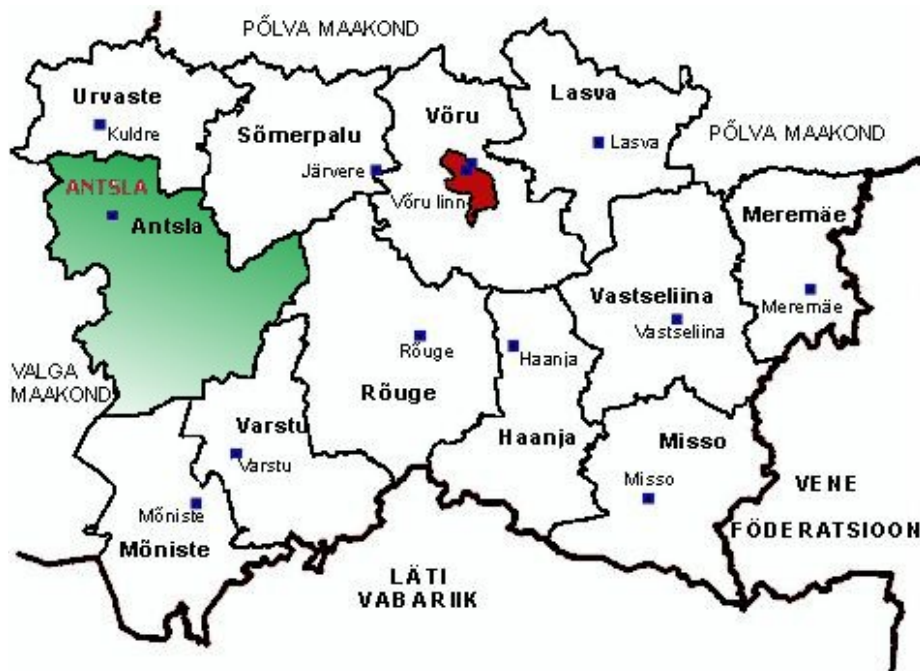 PÕLVA MAAKOND
Urvaste
Kuldre
Sõmerpalu
Järvere
Võru
Võru linn
Lasva
Lasva
PÕLVA MAAKOND
ANTSLA
Antsla
Meremäe
Meremäe
Vastseliina
Vastseliina
Rõuge
Rõuge
Haanja
Haanja
VALGA
MAAKOND
Varstu
Varstu
Misso
Misso
Mõniste
Mõniste
VENE
FÖDERATSIOON
LÄTI
VABARIIK